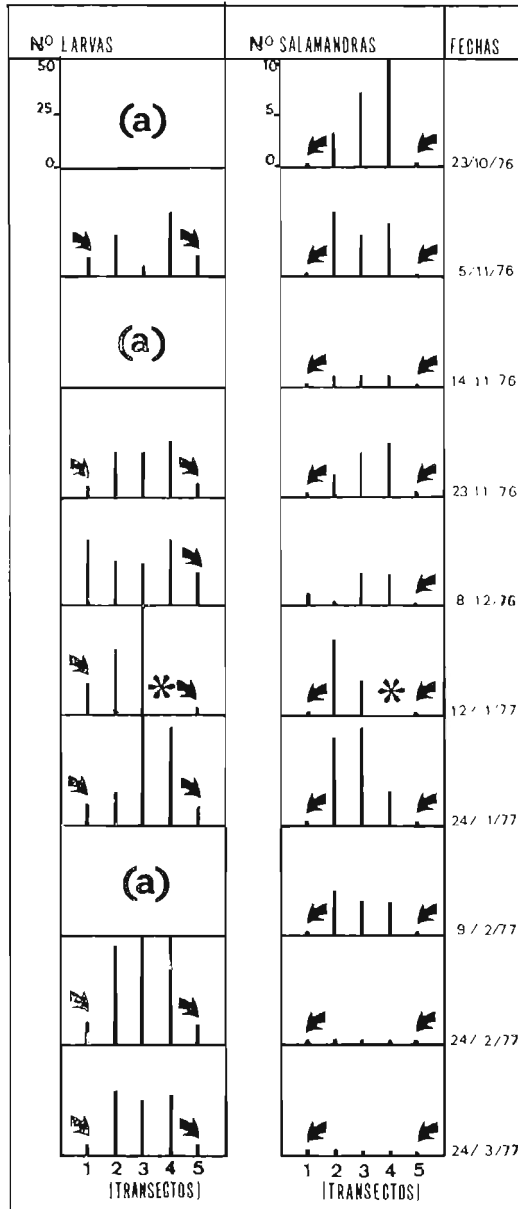 Nº LARVAS Nº SALAMANDRAS FECHAS
50 10
25 (a) 5
0 0 23/10/76
5/11/76
(a)
14 11 76
23 11 76
8 12/76
* * 12/1/77
24/ 1/77
(a)
9 / 2/77
24/ 2/77
24/ 3/77
1 2 3 4 5 1 2 3 4 5
(TRANSECTOS) (TRANSECTOS)